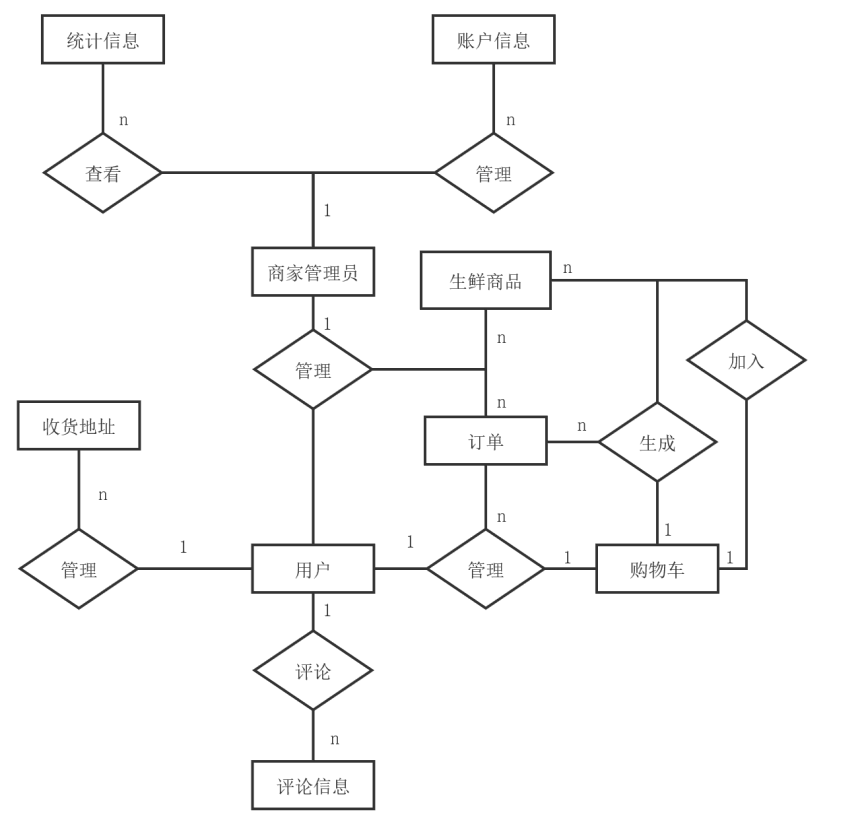 统计信息
账户信息
n
n
查看
管理
1
商家管理员
生鲜商品
n
1
n
管理
加入
n
收货地址
订单
n
生成
n
n
1
1
1
1
1
管理
用户
管理
购物车
1
评论
n
评论信息